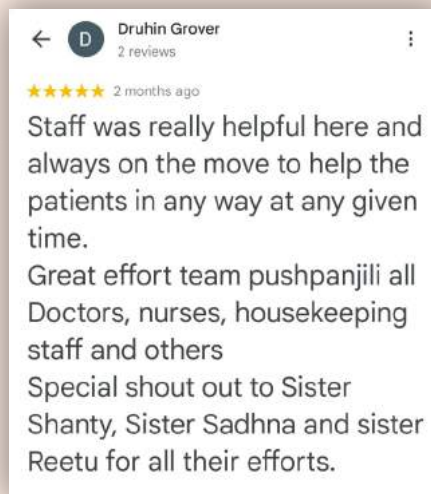 Druhin Grover
D
2 reviews
★★★★★ 2 months ago
Staff was really helpful here and
always on the move to help the
patients in any way at any given
time.
Great effort team pushpanjili all
Doctors, nurses, housekeeping
staff and others
Special shout out to Sister
Shanty, Sister Sadhna and sister
Reetu for all their efforts.